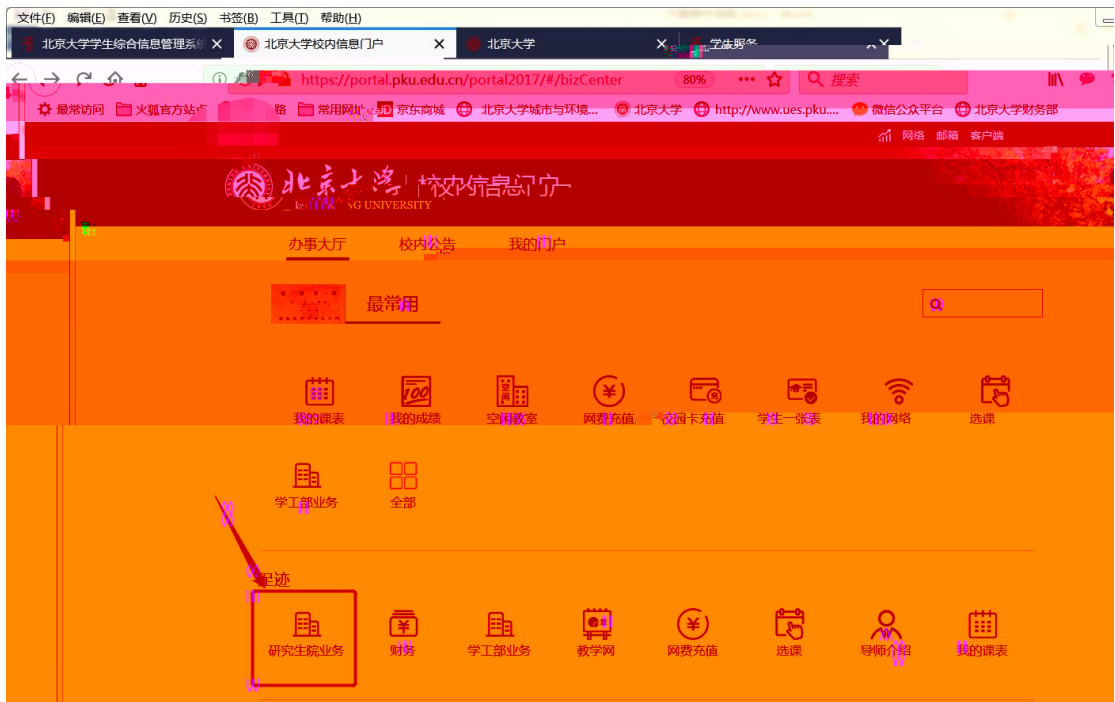 文件(F) 编辑(E) 查看(V) 历史(S) 书签(B) 工具(T) 帮助(H)
北京大学学生综合信息管理系统 北京大学校内信息门户 北京大学 学生服务
https://portal.pku.edu.cn/portal2017/#/bizCenter 80% 搜索
最常访问 火狐官方站点 路 常用网址 JD 京东商城 北京大学城市与环境... 北京大学 http://www.ues.pku.... 微信公众平台 北京大学财务部
网络 邮箱 客户端
北京大学 校内信息门户
NG UNIVERSITY
办事大厅 校内公告 我的门户
最常用
我的课表 我的成绩 空闲教室 网费充值 校园卡充值 学生一张表 我的网络 选课
学工部业务 全部
足迹
研究生院业务 财务 学工部业务 教学网 网费充值 选课 导师介绍 我的课表